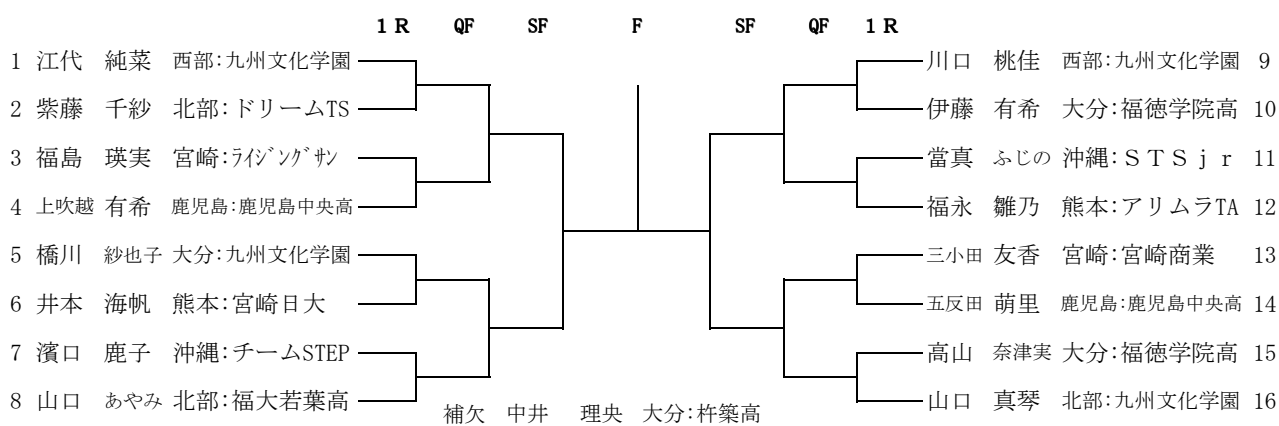 1R QF SF F SF QF 1R
1 江代 純菜 西部:九州文化学園
2 紫藤 千紗 北部:ドリームTS
3 福島 瑛実 宮崎:ﾗｲｼﾞﾝｸﾞｻﾝ
4 上吹越 有希 鹿児島:鹿児島中央高
5 橋川 紗也子 大分:九州文化学園
6 井本 海帆 熊本:宮崎日大
7 濱口 鹿子 沖縄:チームSTEP
8 山口 あやみ 北部:福大若葉高
川口 桃佳 西部:九州文化学園 9
伊藤 有希 大分:福徳学院高 10
當真 ふじの 沖縄:ＳＴＳｊｒ 11
福永 雛乃 熊本:アリムラTA 12
三小田 友香 宮崎:宮崎商業 13
五反田 萌里 鹿児島:鹿児島中央高 14
高山 奈津実 大分:福徳学院高 15
山口 真琴 北部:九州文化学園 16
補欠 中井 理央 大分:杵築高